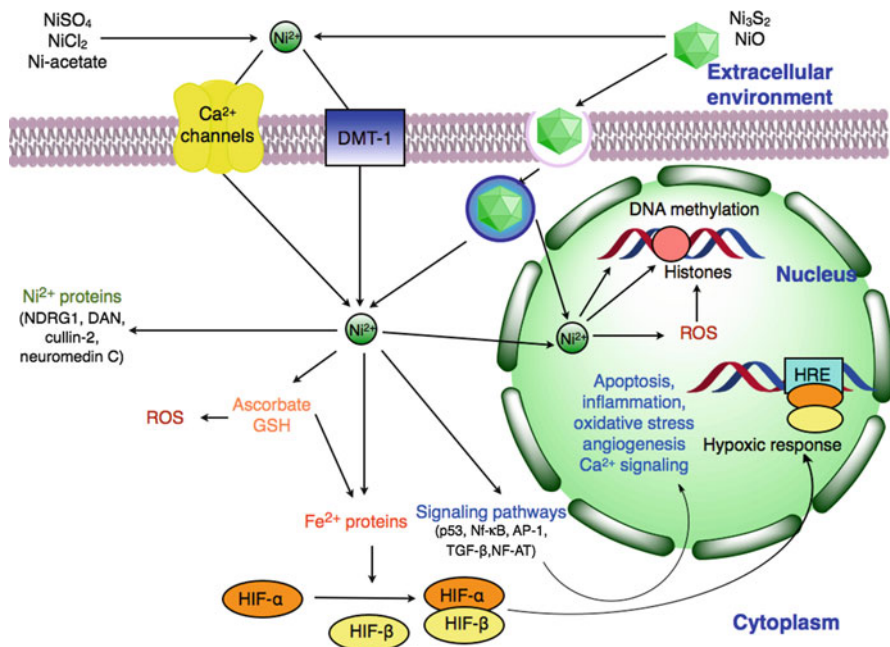 NiSO₄
NiCl₂
Ni-acetate
Ni²⁺
Ni₃S₂
NiO
Extracellular
environment
Ca²⁺
channels
DMT-1
DNA methylation
Histones
Nucleus
Ni²⁺ proteins
(NDRG1, DAN,
cullin-2,
neuromedin C)
Ni²⁺
Ni²⁺
ROS
ROS
Ascorbate
GSH
Apoptosis,
inflammation,
oxidative stress
angiogenesis
Ca²⁺ signaling
HRE
Hypoxic response
Fe²⁺ proteins
Signaling pathways
(p53, Nf-κB, AP-1,
TGF-β,NF-AT)
HIF-α
HIF-β
HIF-α
HIF-β
Cytoplasm